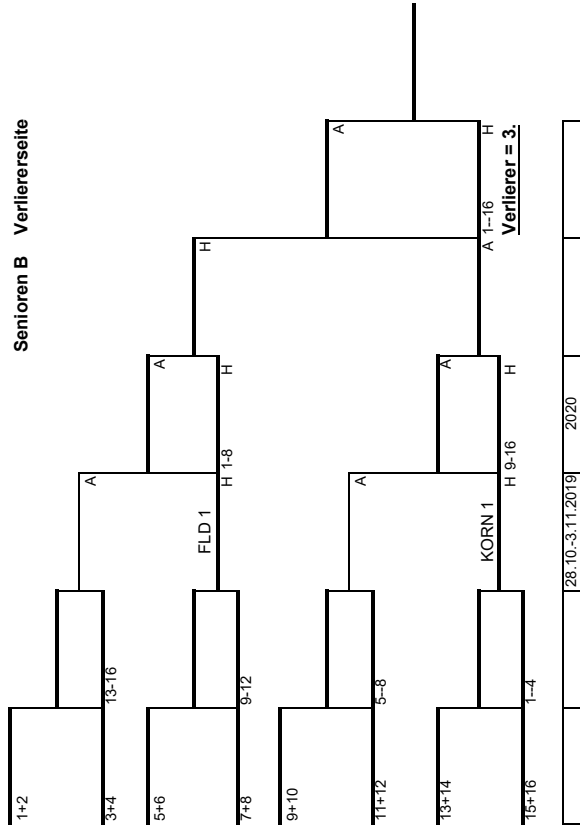 Senioren B Verliererseite
1+2
3+4
13-16
5+6
7+8
9-12
FLD 1
A
H 1-8
A
H
9+10
11+12
5--8
13+14
15+16
1--4
KORN 1
A
H 9-16
A
H
H
A 1--16
A
H
Verlierer = 3.
28.10.-3.11.2019
2020